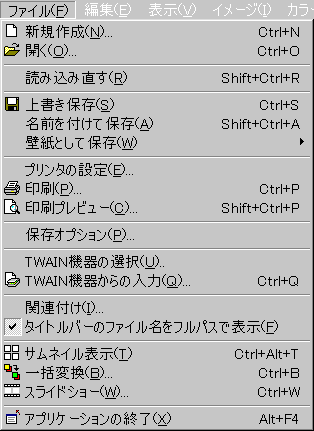 ファイル(F) 編集(E) 表示(V) イメージ(I) カラ
新規作成(N)... Ctrl+N
開く(O)... Ctrl+O
読み込み直す(R) Shift+Ctrl+R
上書き保存(S) Ctrl+S
名前を付けて保存(A) Shift+Ctrl+A
壁紙として保存(W)
プリンタの設定(E)...
印刷(P)... Ctrl+P
印刷プレビュー(C)... Shift+Ctrl+P
保存オプション(P)...
TWAIN機器の選択(U)..
TWAIN機器からの入力(Q)... Ctrl+Q
関連付け(I)...
タイトルバーのファイル名をフルパスで表示(F)
サムネイル表示(T) Ctrl+Alt+T
一括変換(B)... Ctrl+B
スライドショー(W)... Ctrl+W
アプリケーションの終了(X) Alt+F4